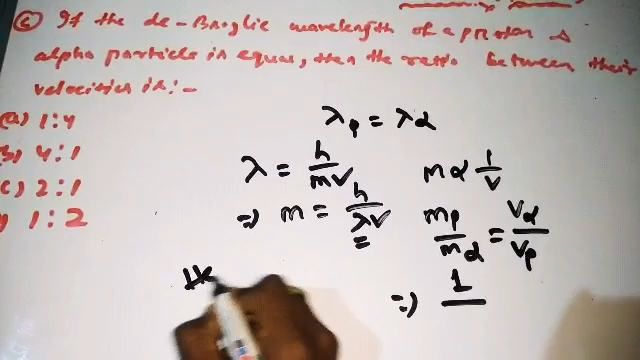 6 If the de-Broglie wavelength of a proton &
alpha particle is equal, then the ratio between their
velocities is:-
(a) 1:4
(b) 4:1
(c) 2:1
) 1:2
λp = λα
λ = h/mv
m α 1/v
=> m = h/λv
=
mp/mα = vα/vp
=> 1